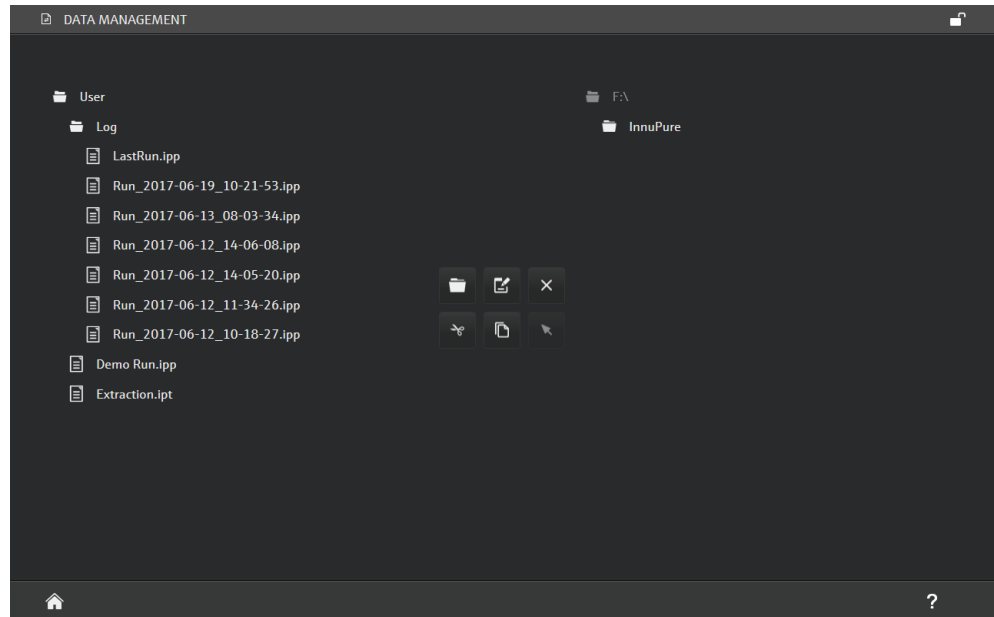 DATA MANAGEMENT
User
Log
LastRun.ipp
Run_2017-06-19_10-21-53.ipp
Run_2017-06-13_08-03-34.ipp
Run_2017-06-12_14-06-08.ipp
Run_2017-06-12_14-05-20.ipp
Run_2017-06-12_11-34-26.ipp
Run_2017-06-12_10-18-27.ipp
Demo Run.ipp
Extraction.ipt
F:\
InnuPure
?